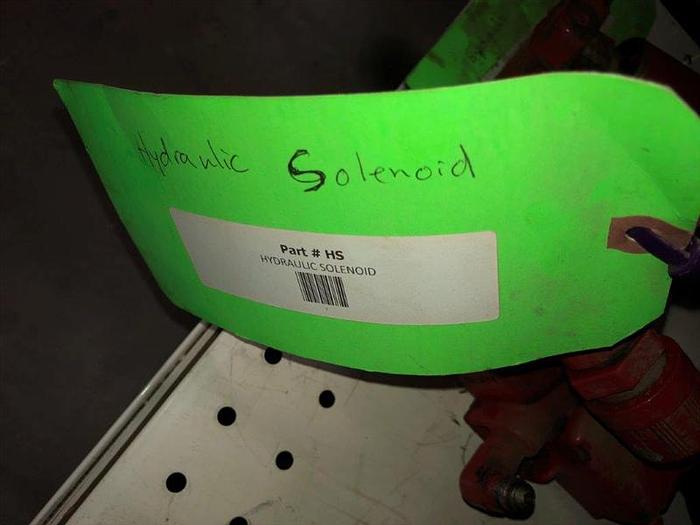 Hydraulic Solenoid
Part # HS
HYDRAULIC SOLENOID